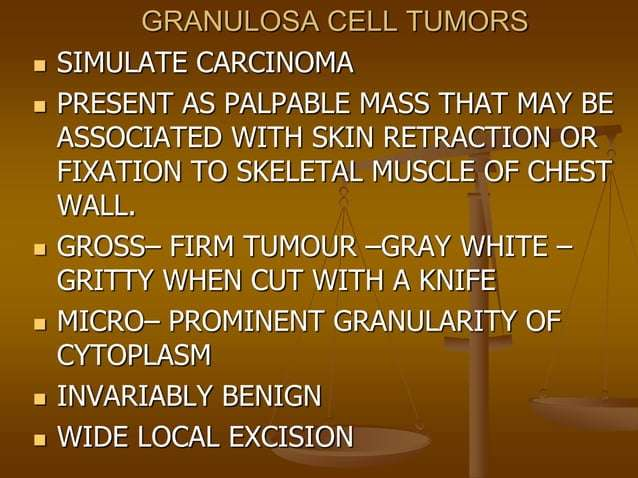 GRANULOSA CELL TUMORS
SIMULATE CARCINOMA
PRESENT AS PALPABLE MASS THAT MAY BE
ASSOCIATED WITH SKIN RETRACTION OR
FIXATION TO SKELETAL MUSCLE OF CHEST
WALL.
GROSS– FIRM TUMOUR –GRAY WHITE –
GRITTY WHEN CUT WITH A KNIFE
MICRO– PROMINENT GRANULARITY OF
CYTOPLASM
INVARIABLY BENIGN
WIDE LOCAL EXCISION